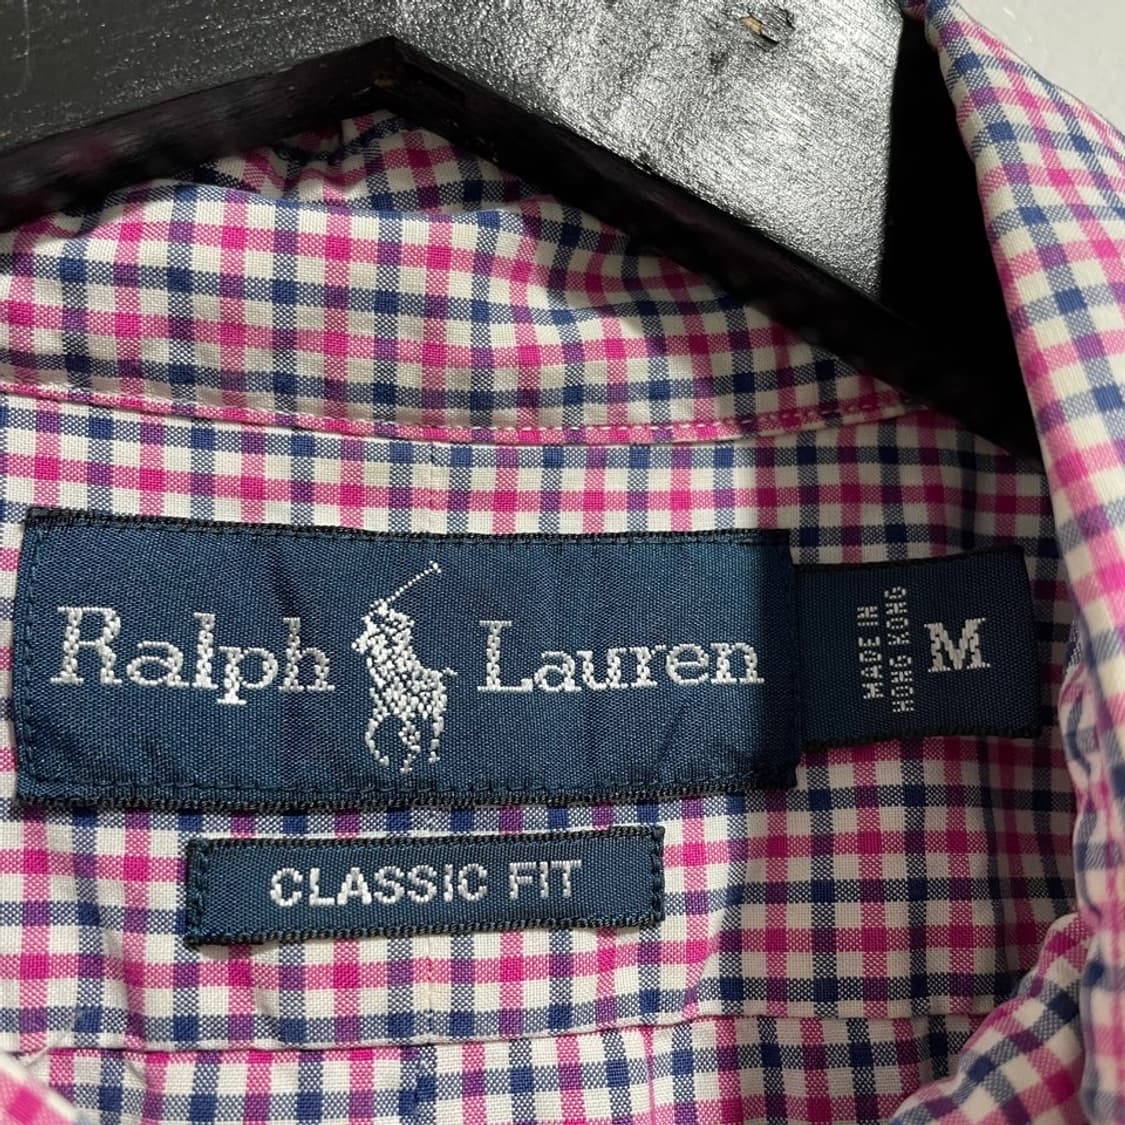 Ralph Lauren
MADE IN
HONG KONG
M
CLASSIC FIT